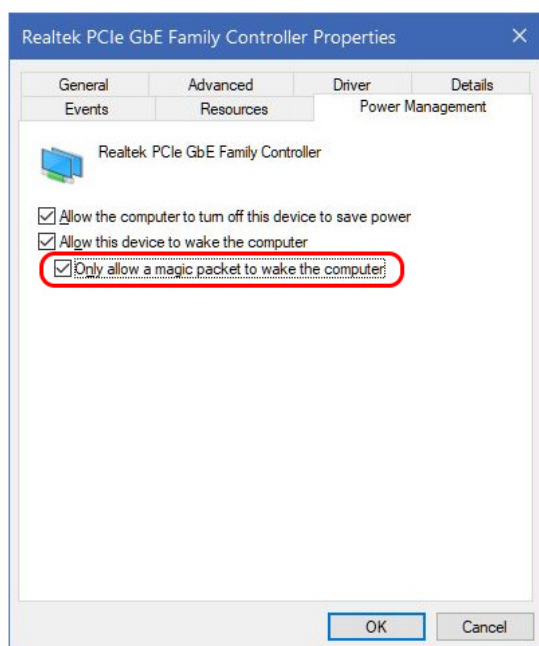 Realtek PCIe GbE Family Controller Properties
General Advanced Driver Details
Events Resources Power Management
Realtek PCIe GbE Family Controller
Allow the computer to turn off this device to save power
Allow this device to wake the computer
Only allow a magic packet to wake the computer
OK Cancel